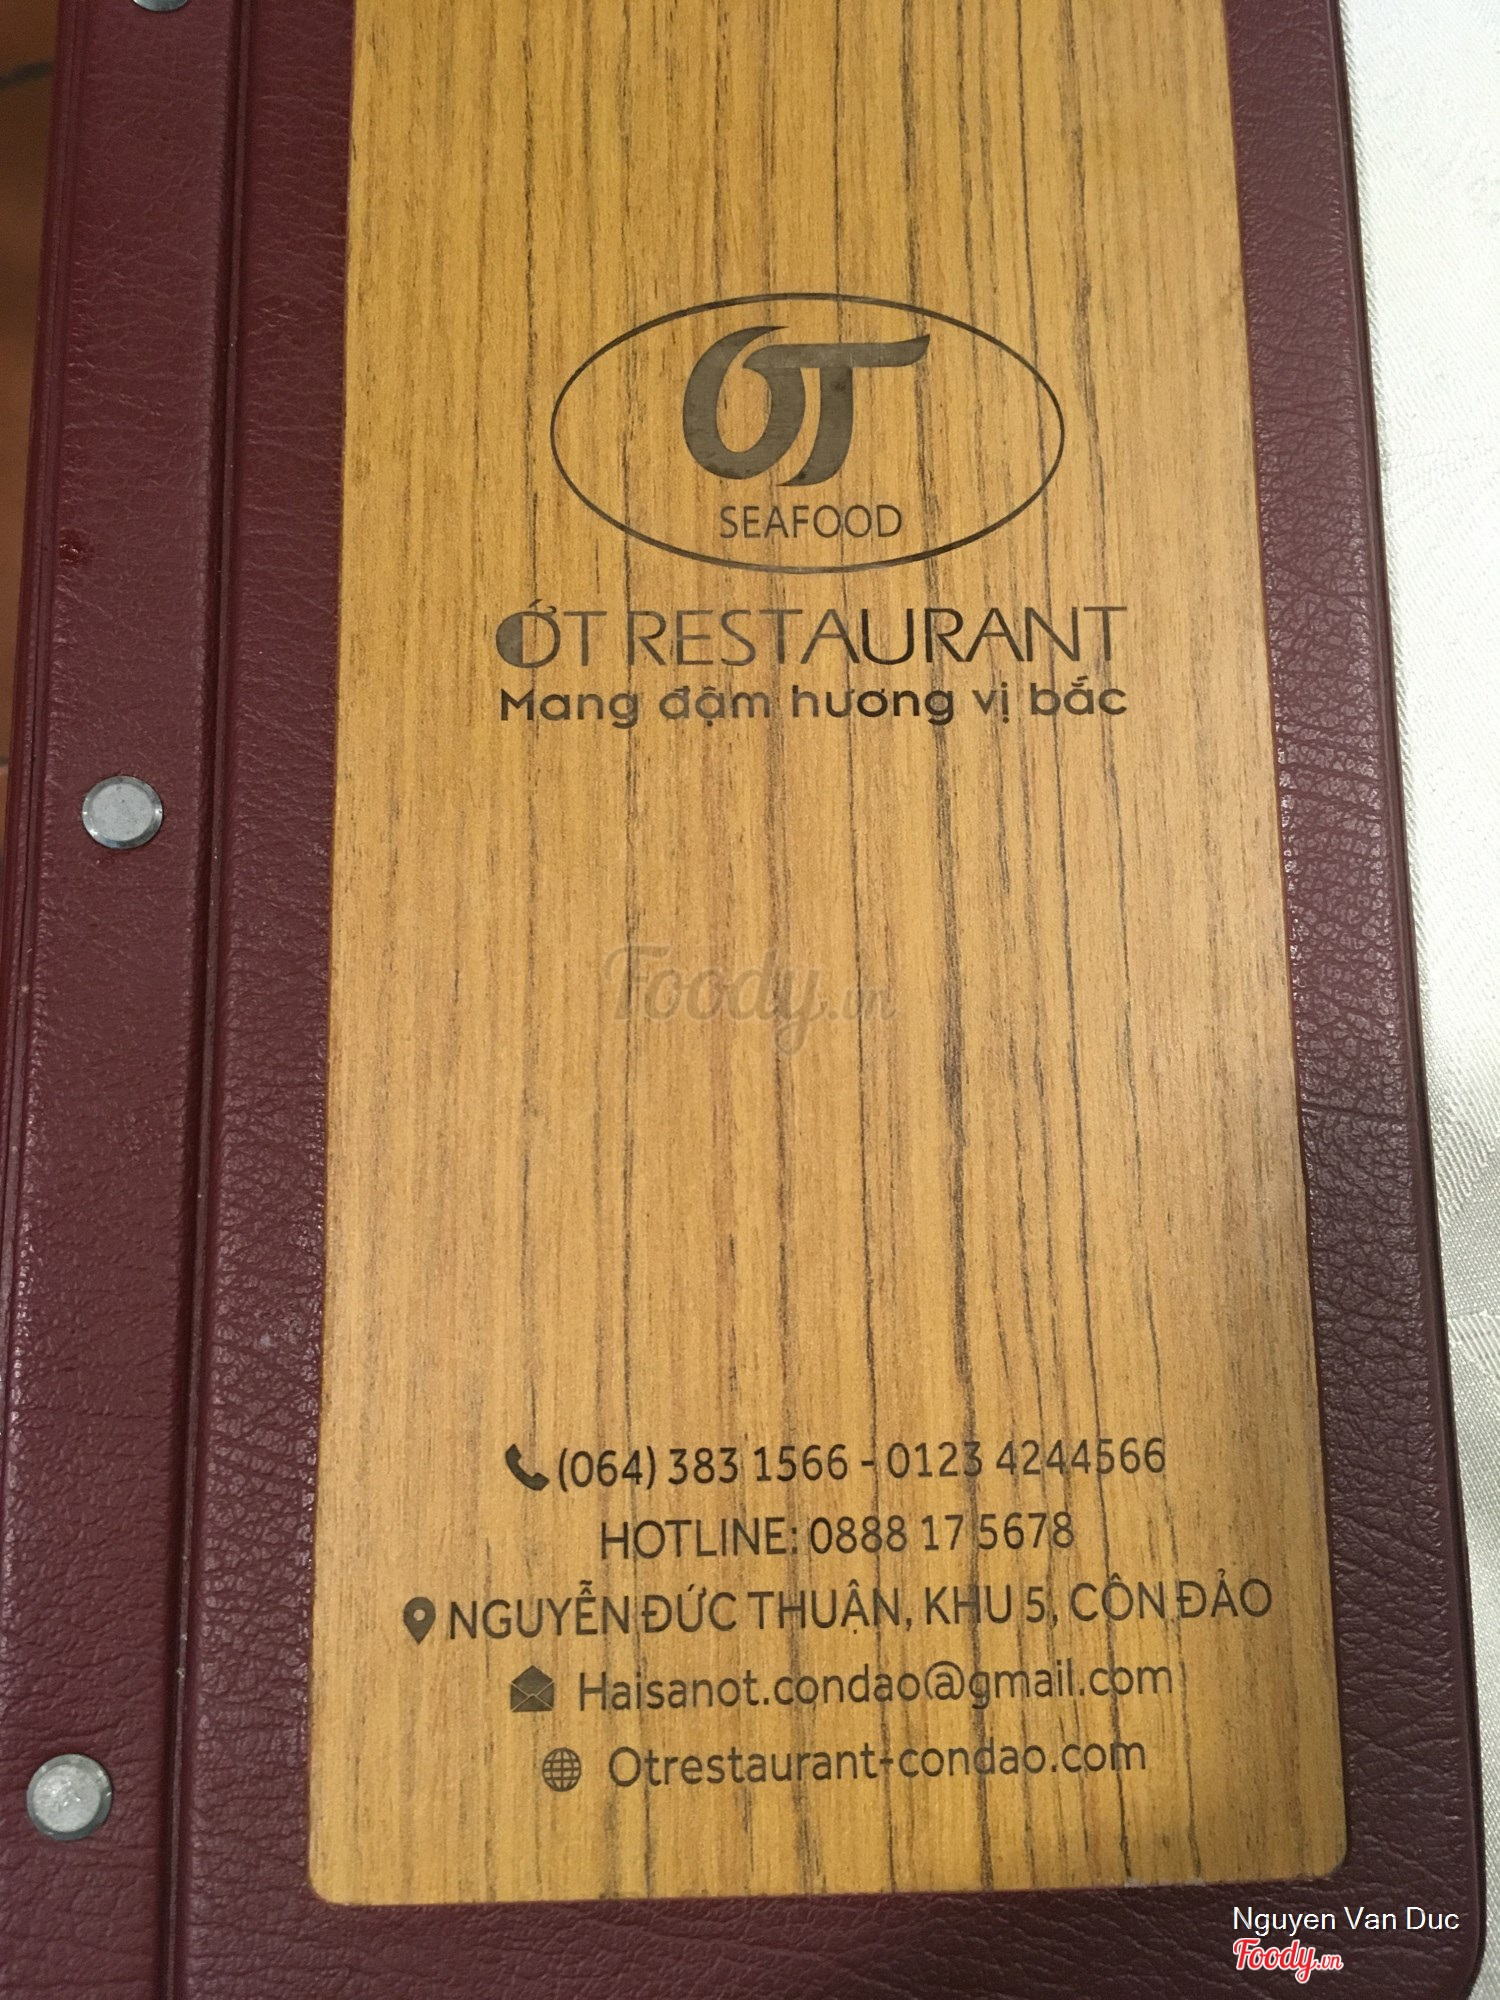 ỚT
SEAFOOD
ỚT RESTAURANT
Mang đậm hương vị bắc
Foody.vn
(064) 383 1566 - 0123 4244566
HOTLINE: 0888 17 5678
NGUYỄN ĐỨC THUẬN, KHU 5, CÔN ĐẢO
Haisanot.condao@gmail.com
Otrestaurant-condao.com
Nguyen Van Duc
Foody.vn